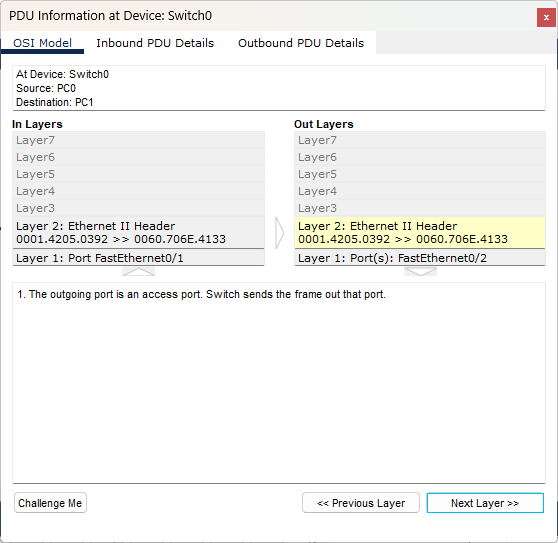 PDU Information at Device: Switch0
x
OSI Model Inbound PDU Details Outbound PDU Details
At Device: Switch0
Source: PC0
Destination: PC1
In Layers
Layer7
Layer6
Layer5
Layer4
Layer3
Layer 2: Ethernet II Header
0001.4205.0392 >> 0060.706E.4133
Layer 1: Port FastEthernet0/1
Out Layers
Layer7
Layer6
Layer5
Layer4
Layer3
Layer 2: Ethernet II Header
0001.4205.0392 >> 0060.706E.4133
Layer 1: Port(s): FastEthernet0/2
1. The outgoing port is an access port. Switch sends the frame out that port.
Challenge Me << Previous Layer Next Layer >>